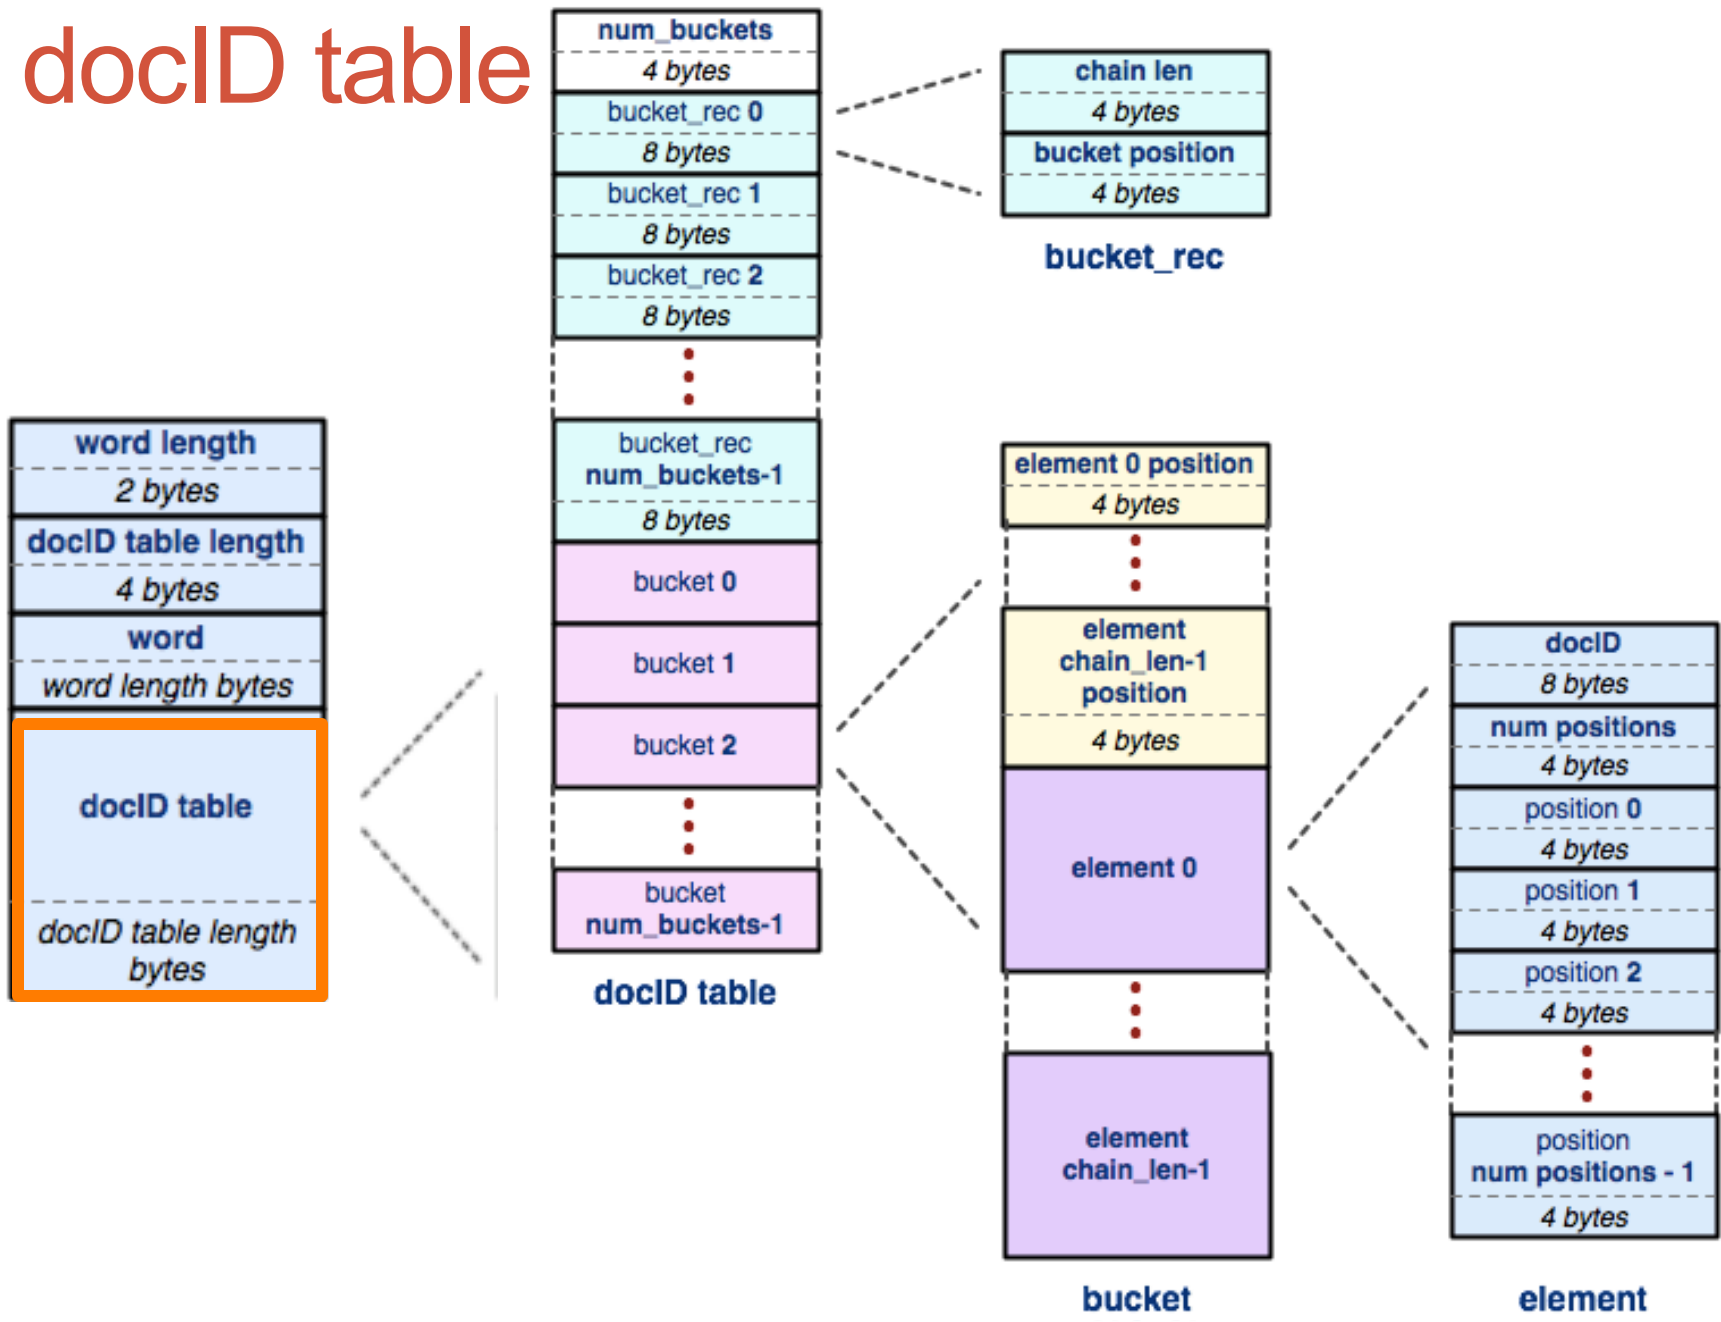 docID table
num_buckets
4 bytes
bucket_rec 0
8 bytes
bucket_rec 1
8 bytes
bucket_rec 2
8 bytes
bucket_rec
num_buckets-1
8 bytes
bucket 0
bucket 1
bucket 2
bucket
num_buckets-1
docID table
chain len
4 bytes
bucket position
4 bytes
bucket_rec
word length
2 bytes
docID table length
4 bytes
word
word length bytes
docID table
docID table length
bytes
element 0 position
4 bytes
element
chain_len-1
position
4 bytes
element 0
element
chain_len-1
bucket
docID
8 bytes
num positions
4 bytes
position 0
4 bytes
position 1
4 bytes
position 2
4 bytes
position
num positions - 1
4 bytes
element